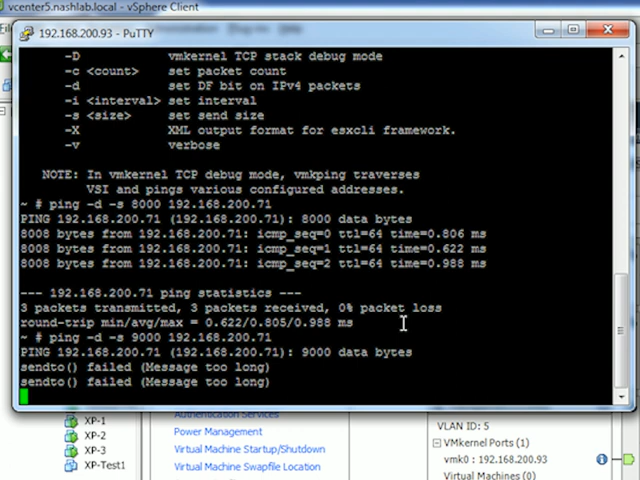 vcenter5.nashlab.local - vSphere Client
192.168.200.93 - PuTTY
-D vmkernel TCP stack debug mode
-c <count> set packet count
-d set DF bit on IPv4 packets
-i <interval> set interval
-s <size> set send size
-X XML output format for esxcli framework.
-v verbose
NOTE: In vmkernel TCP debug mode, vmkping traverses
VSI and pings various configured addresses.
~ # ping -d -s 8000 192.168.200.71
PING 192.168.200.71 (192.168.200.71): 8000 data bytes
8008 bytes from 192.168.200.71: icmp_seq=0 ttl=64 time=0.806 ms
8008 bytes from 192.168.200.71: icmp_seq=1 ttl=64 time=0.622 ms
8008 bytes from 192.168.200.71: icmp_seq=2 ttl=64 time=0.988 ms
--- 192.168.200.71 ping statistics ---
3 packets transmitted, 3 packets received, 0% packet loss
round-trip min/avg/max = 0.622/0.805/0.988 ms
~ # ping -d -s 9000 192.168.200.71
PING 192.168.200.71 (192.168.200.71): 9000 data bytes
sendto() failed (Message too long)
sendto() failed (Message too long)
XP-1
XP-2
XP-3
XP-Test1
Authentication Services
Power Management
Virtual Machine Startup/Shutdown
Virtual Machine Swapfile Location
VLAN ID: 5
VMkernel Ports (1)
vmk0 : 192.168.200.93
Virtual Machines (0)